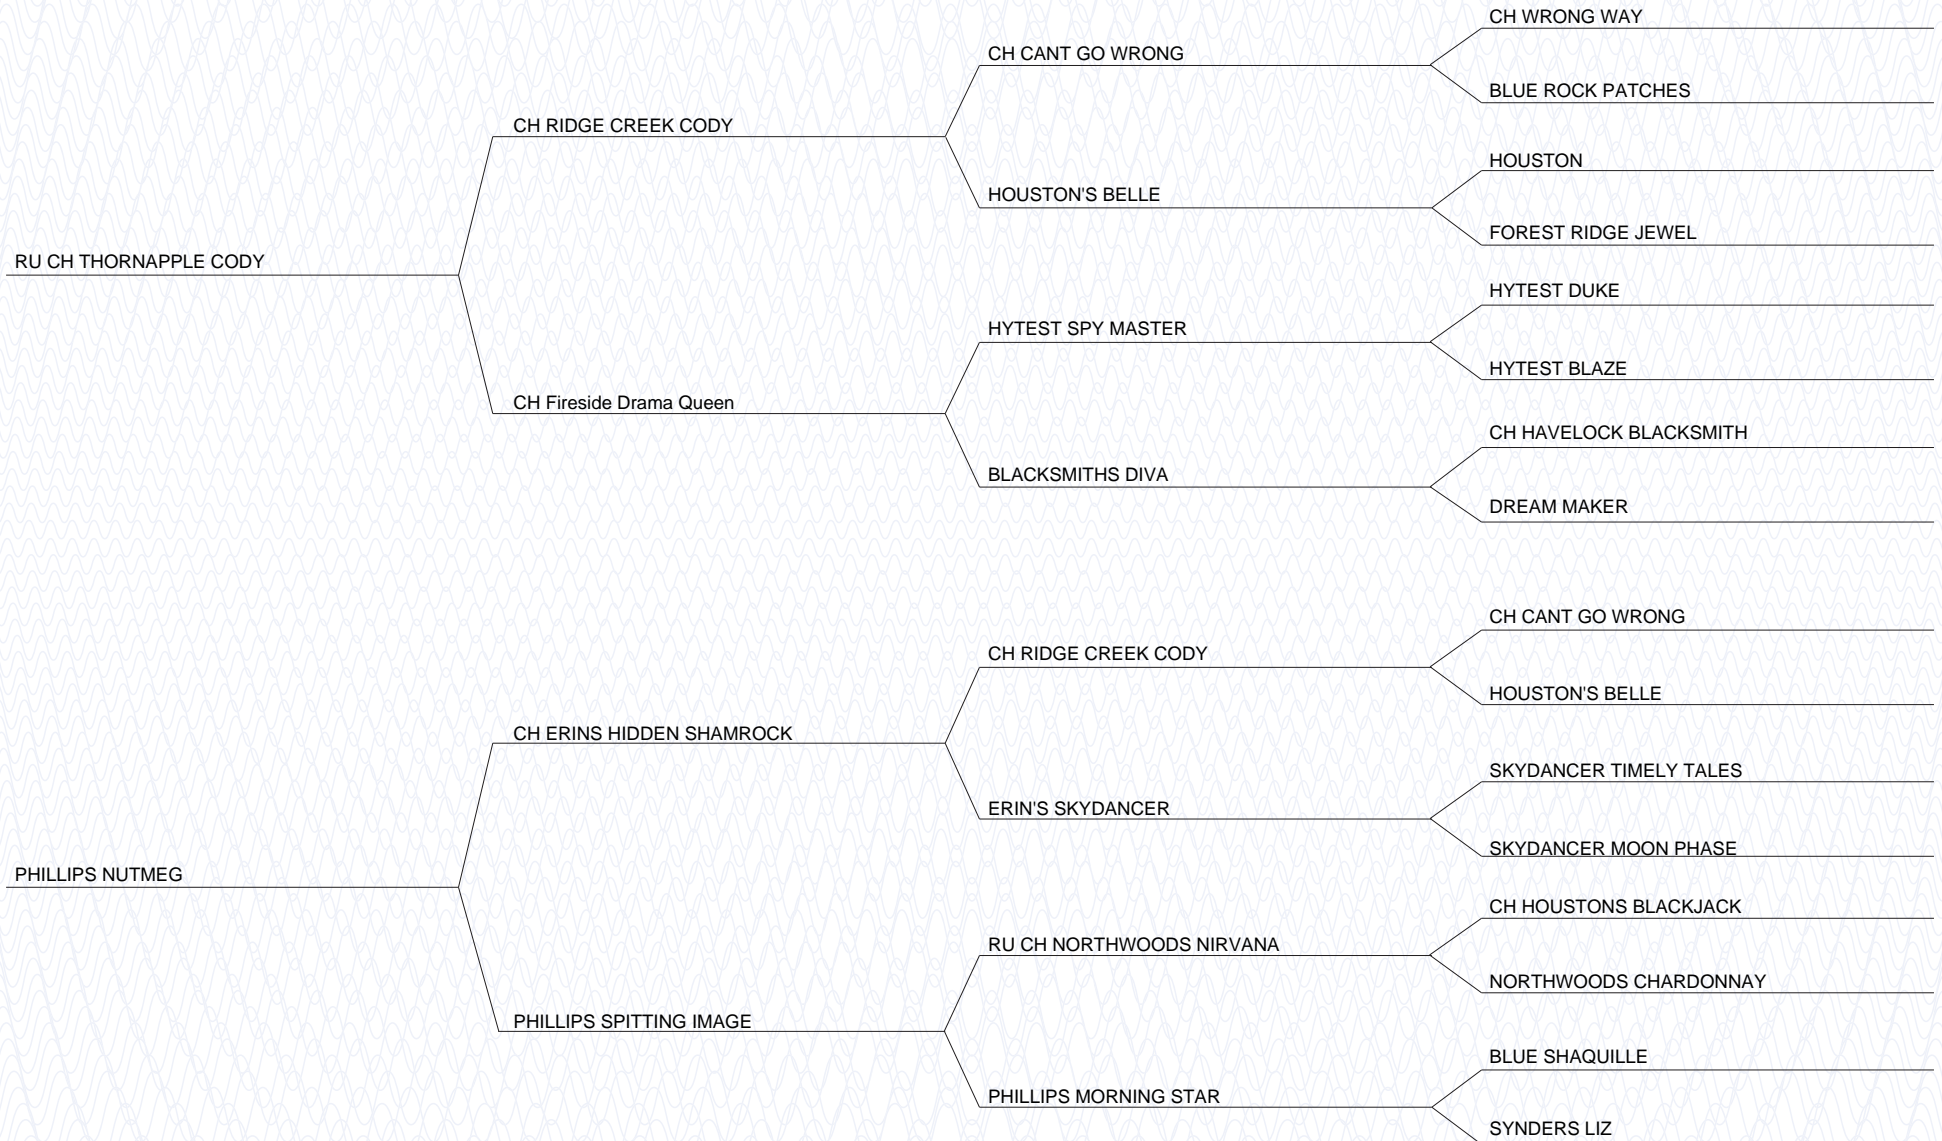 CH WRONG WAY
CH CANT GO WRONG
BLUE ROCK PATCHES
CH RIDGE CREEK CODY
HOUSTON
HOUSTON'S BELLE
FOREST RIDGE JEWEL
RU CH THORNAPPLE CODY
HYTEST DUKE
HYTEST SPY MASTER
HYTEST BLAZE
CH Fireside Drama Queen
CH HAVELOCK BLACKSMITH
BLACKSMITHS DIVA
DREAM MAKER
CH CANT GO WRONG
CH RIDGE CREEK CODY
HOUSTON'S BELLE
CH ERINS HIDDEN SHAMROCK
SKYDANCER TIMELY TALES
ERIN'S SKYDANCER
SKYDANCER MOON PHASE
PHILLIPS NUTMEG
CH HOUSTONS BLACKJACK
RU CH NORTHWOODS NIRVANA
NORTHWOODS CHARDONNAY
PHILLIPS SPITTING IMAGE
BLUE SHAQUILLE
PHILLIPS MORNING STAR
SYNDERS LIZ